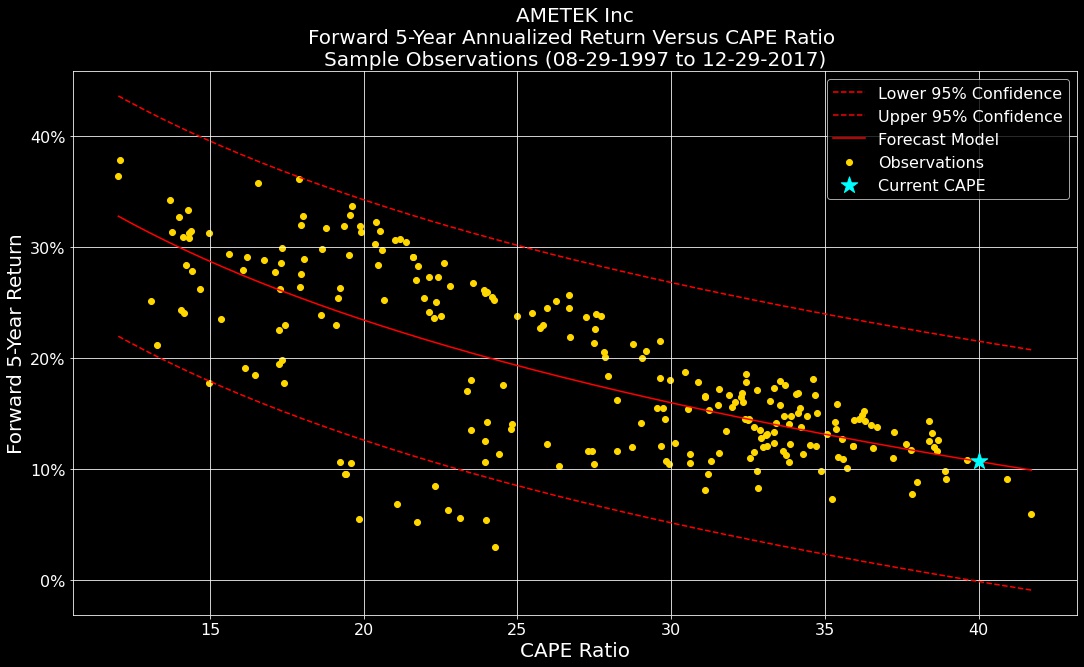 AMETEK Inc
Forward 5-Year Annualized Return Versus CAPE Ratio
Sample Observations (08-29-1997 to 12-29-2017)
Lower 95% Confidence
Upper 95% Confidence
Forecast Model
Observations
Current CAPE
Forward 5-Year Return
40%
30%
20%
10%
0%
15 20 25 30 35 40
CAPE Ratio